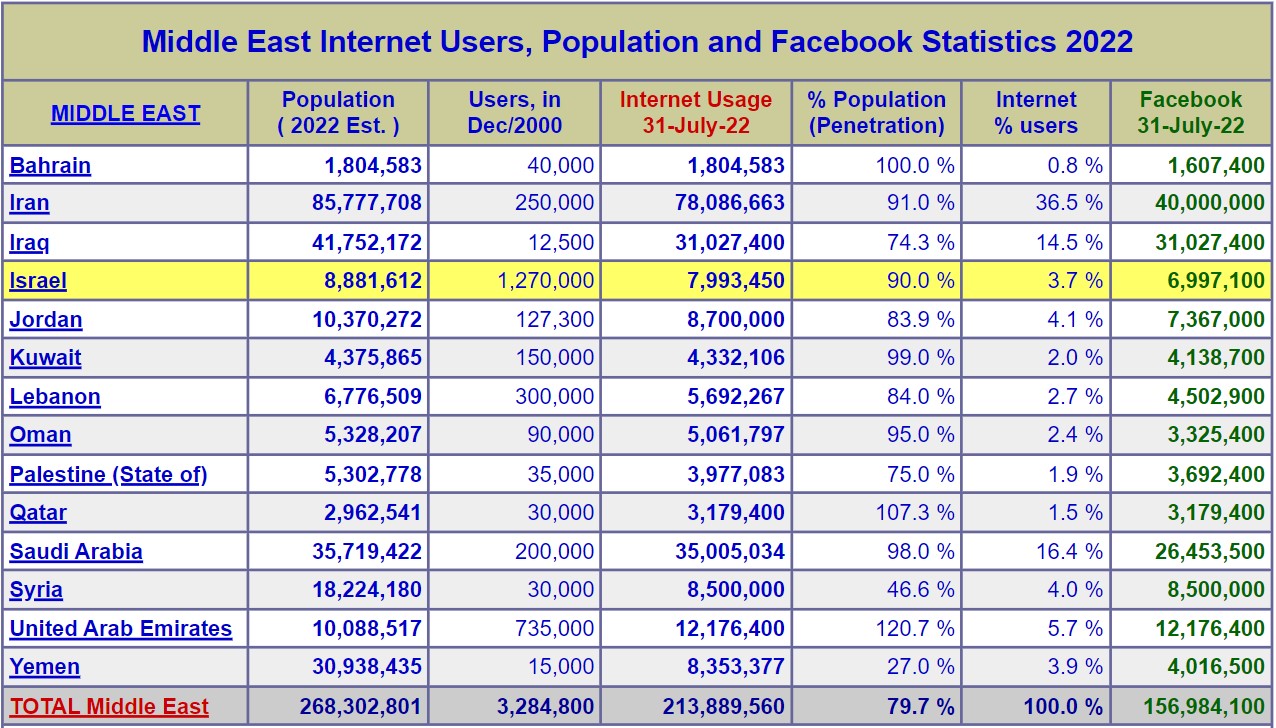 Middle East Internet Users, Population and Facebook Statistics 2022
MIDDLE EAST Population ( 2022 Est. ) Users, in Dec/2000 Internet Usage 31-July-22 % Population (Penetration) Internet % users Facebook 31-July-22
Bahrain 1,804,583 40,000 1,804,583 100.0 % 0.8 % 1,607,400
Iran 85,777,708 250,000 78,086,663 91.0 % 36.5 % 40,000,000
Iraq 41,752,172 12,500 31,027,400 74.3 % 14.5 % 31,027,400
Israel 8,881,612 1,270,000 7,993,450 90.0 % 3.7 % 6,997,100
Jordan 10,370,272 127,300 8,700,000 83.9 % 4.1 % 7,367,000
Kuwait 4,375,865 150,000 4,332,106 99.0 % 2.0 % 4,138,700
Lebanon 6,776,509 300,000 5,692,267 84.0 % 2.7 % 4,502,900
Oman 5,328,207 90,000 5,061,797 95.0 % 2.4 % 3,325,400
Palestine (State of) 5,302,778 35,000 3,977,083 75.0 % 1.9 % 3,692,400
Qatar 2,962,541 30,000 3,179,400 107.3 % 1.5 % 3,179,400
Saudi Arabia 35,719,422 200,000 35,005,034 98.0 % 16.4 % 26,453,500
Syria 18,224,180 30,000 8,500,000 46.6 % 4.0 % 8,500,000
United Arab Emirates 10,088,517 735,000 12,176,400 120.7 % 5.7 % 12,176,400
Yemen 30,938,435 15,000 8,353,377 27.0 % 3.9 % 4,016,500
TOTAL Middle East 268,302,801 3,284,800 213,889,560 79.7 % 100.0 % 156,984,100